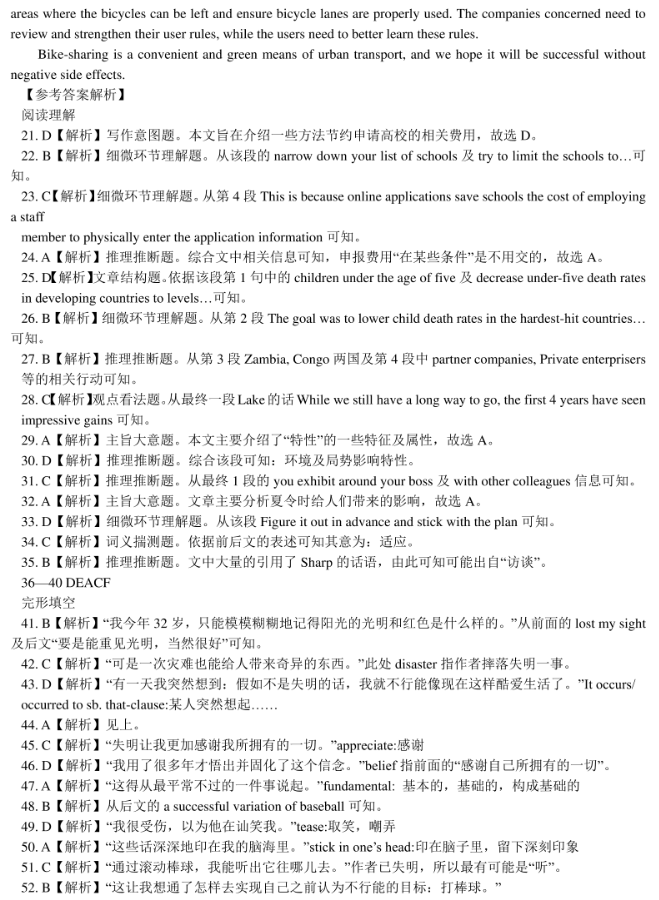 areas where the bicycles can be left and ensure bicycle lanes are properly used. The companies concerned need to
review and strengthen their user rules, while the users need to better learn these rules.
Bike-sharing is a convenient and green means of urban transport, and we hope it will be successful without
negative side effects.
【参考答案解析】
阅读理解
21. D【解析】写作意图题。本文旨在介绍一些方法节约申请高校的相关费用，故选 D。
22. B【解析】细微环节理解题。从该段的 narrow down your list of schools 及 try to limit the schools to…可
知。
23. C【解析】细微环节理解题。从第 4 段 This is because online applications save schools the cost of employing
a staff
member to physically enter the application information 可知。
24. A【解析】推理推断题。综合文中相关信息可知，申报费用“在某些条件”是不用交的，故选 A。
25. D【解析】文章结构题。依据该段第 1 句中的 children under the age of five 及 decrease under-five death rates
in developing countries to levels…可知。
26. B【解析】细微环节理解题。从第 2 段 The goal was to lower child death rates in the hardest-hit countries…
可知。
27. B【解析】推理推断题。从第 3 段 Zambia, Congo 两国及第 4 段中 partner companies, Private enterprisers
等的相关行动可知。
28. C【解析】观点看法题。从最终一段 Lake 的话 While we still have a long way to go, the first 4 years have seen
impressive gains 可知。
29. A【解析】主旨大意题。本文主要介绍了“特性”的一些特征及属性，故选 A。
30. D【解析】推理推断题。综合该段可知：环境及局势影响特性。
31. C【解析】推理推断题。从最终 1 段的 you exhibit around your boss 及 with other colleagues 信息可知。
32. A【解析】主旨大意题。文章主要分析夏令时给人们带来的影响，故选 A。
33. D【解析】细微环节理解题。从该段 Figure it out in advance and stick with the plan 可知。
34. C【解析】词义揣测题。依据前后文的表述可知其意为：适应。
35. B【解析】推理推断题。文中大量的引用了 Sharp 的话语，由此可知可能出自“访谈”。
36—40 DEACF
完形填空
41. B【解析】“我今年 32 岁，只能模模糊糊地记得阳光的光明和红色是什么样的。”从前面的 lost my sight
及后文“要是能重见光明，当然很好”可知。
42. C【解析】“可是一次灾难也能给人带来奇异的东西。”此处 disaster 指作者摔落失明一事。
43. D【解析】“有一天我突然想到：假如不是失明的话，我就不行能像现在这样酷爱生活了。”It occurs/
occurred to sb. that-clause:某人突然想起……
44. A【解析】见上。
45. C【解析】“失明让我更加感谢我所拥有的一切。”appreciate:感谢
46. D【解析】“我用了很多年才悟出并固化了这个信念。”belief 指前面的“感谢自己所拥有的一切”。
47. A【解析】“这得从最平常不过的一件事说起。”fundamental: 基本的，基础的，构成基础的
48. B【解析】从后文的 a successful variation of baseball 可知。
49. D【解析】“我很受伤，以为他在讪笑我。”tease:取笑，嘲弄
50. A【解析】“这些话深深地印在我的脑海里。”stick in one’s head:印在脑子里，留下深刻印象
51. C【解析】“通过滚动棒球，我能听出它往哪儿去。”作者已失明，所以最有可能是“听”。
52. B【解析】“这让我想通了怎样去实现自己之前认为不行能的目标：打棒球。”